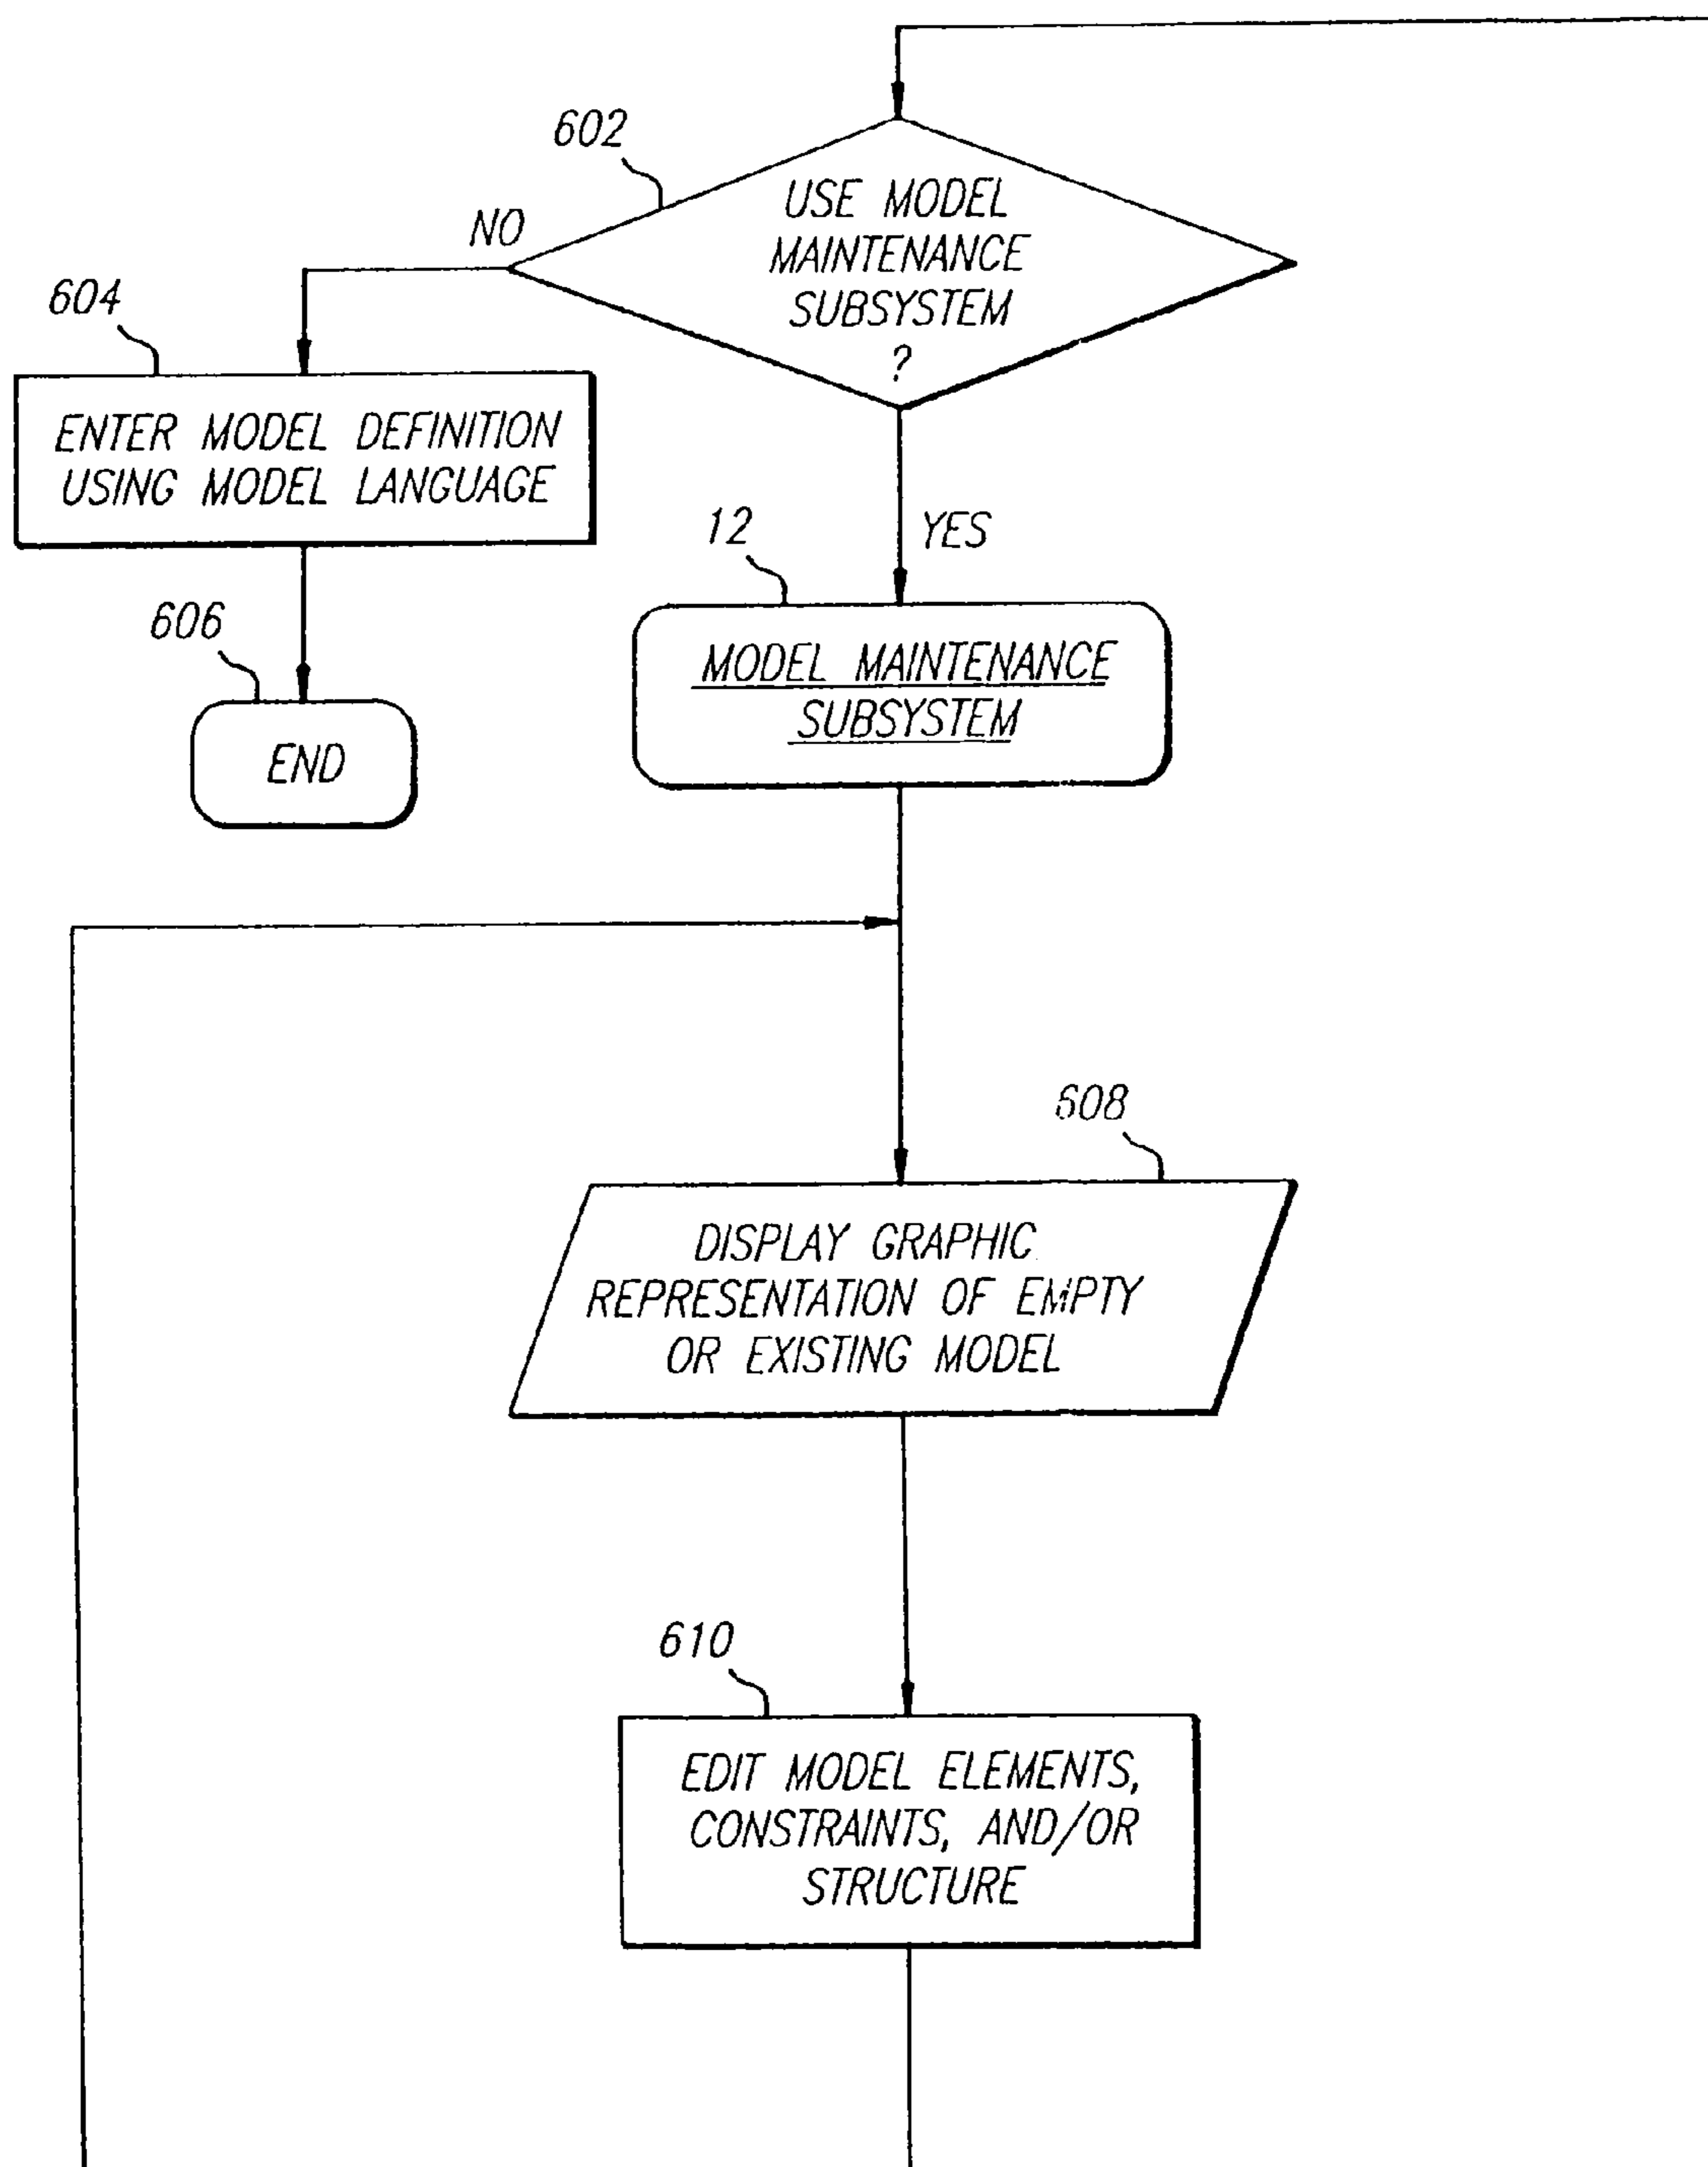 602
USE MODEL
MAINTENANCE
SUBSYSTEM
?
NO
604
ENTER MODEL DEFINITION
USING MODEL LANGUAGE
12
YES
606
END
MODEL MAINTENANCE
SUBSYSTEM
608
DISPLAY GRAPHIC
REPRESENTATION OF EMPTY
OR EXISTING MODEL
610
EDIT MODEL ELEMENTS,
CONSTRAINTS, AND/OR
STRUCTURE